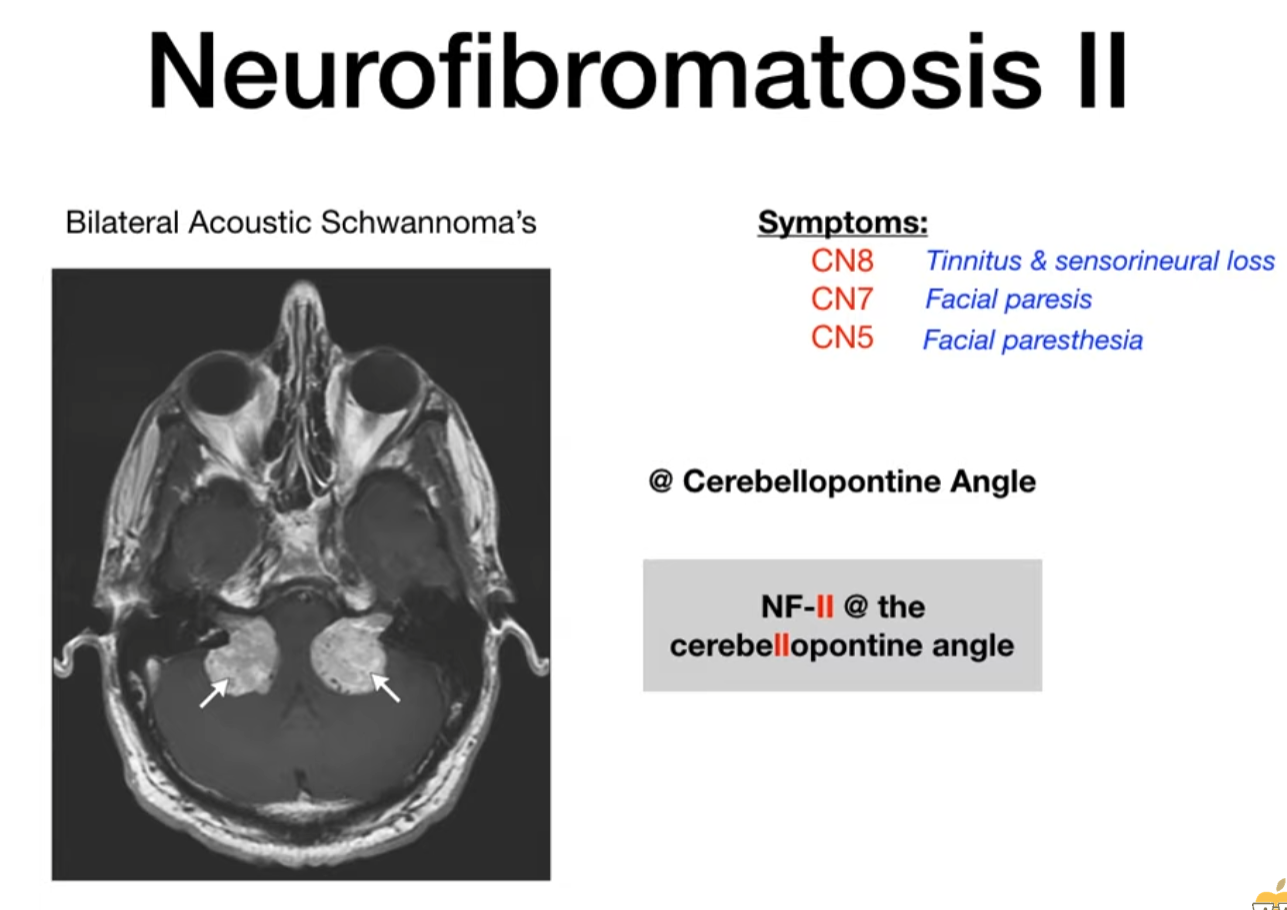 Neurofibromatosis II
Bilateral Acoustic Schwannoma's
Symptoms:
CN8 Tinnitus & sensorineural loss
CN7 Facial paresis
CN5 Facial paresthesia
@ Cerebellopontine Angle
NF-II @ the
cerebellopontine angle